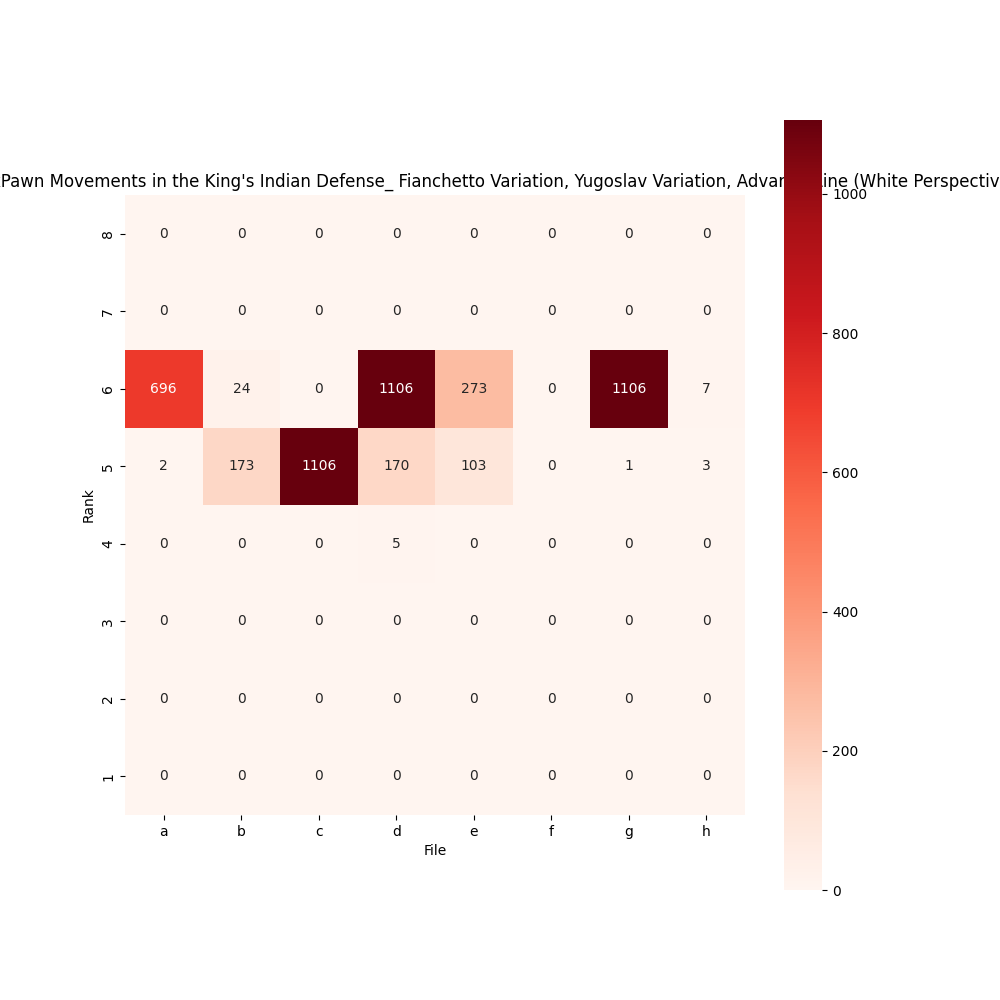 Pawn Movements in the King's Indian Defense_ Fianchetto Variation, Yugoslav Variation, Line (White
1000
8 0 0 0 0 0 0 0 0
7 0 0 0 0 0 0 0 0
800
6 696 24 0 1106 273 0 1106 7
600
5 2 173 1106 170 103 0 1 3
Rank
4 0 0 0 5 0 0 0 0
400
3 0 0 0 0 0 0 0 0
2 0 0 0 0 0 0 0 0
200
1 0 0 0 0 0 0 0 0
a b c d e f g h
File
0